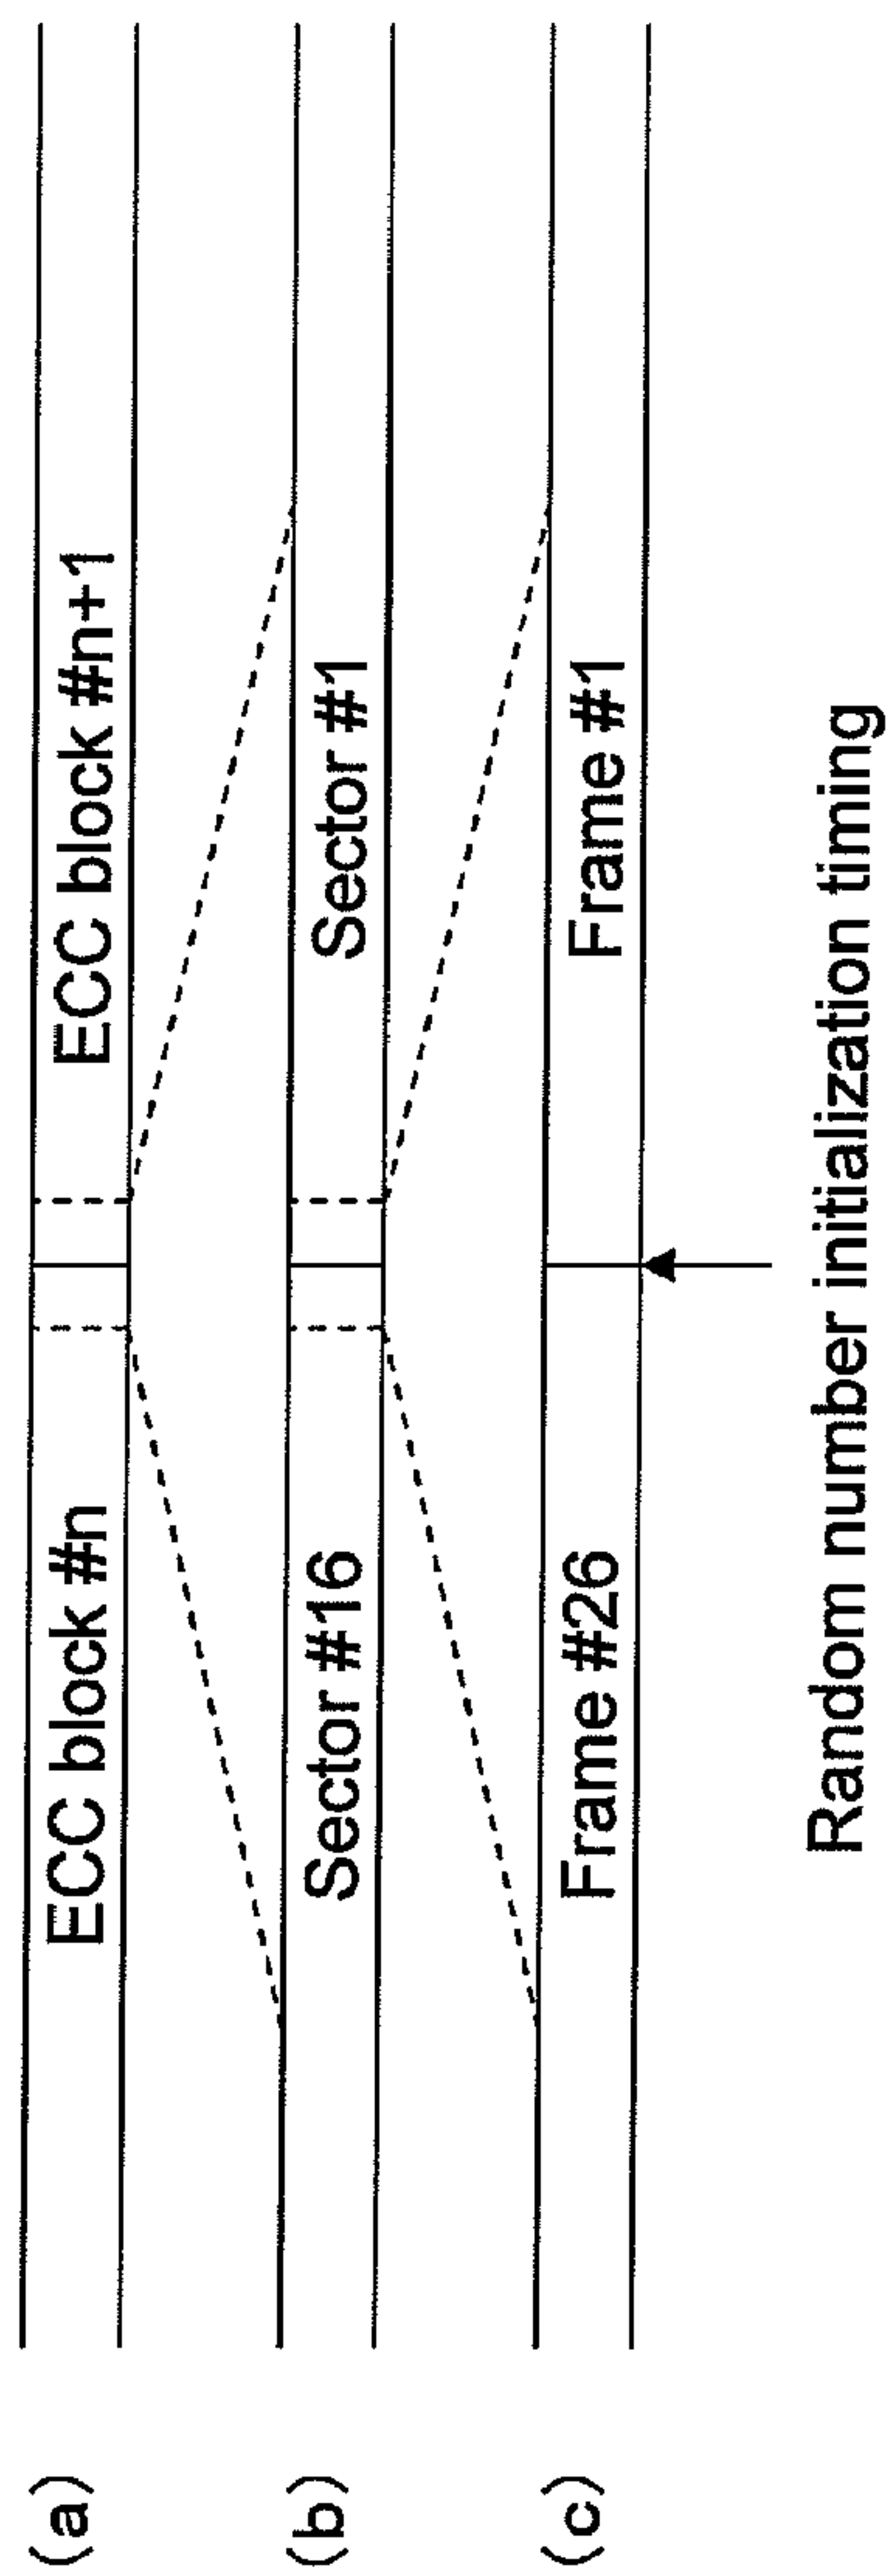 (a)
ECC block #n
ECC block #n+1
(b)
Sector #16
Sector #1
(c)
Frame #26
Frame #1
Random number initialization timing